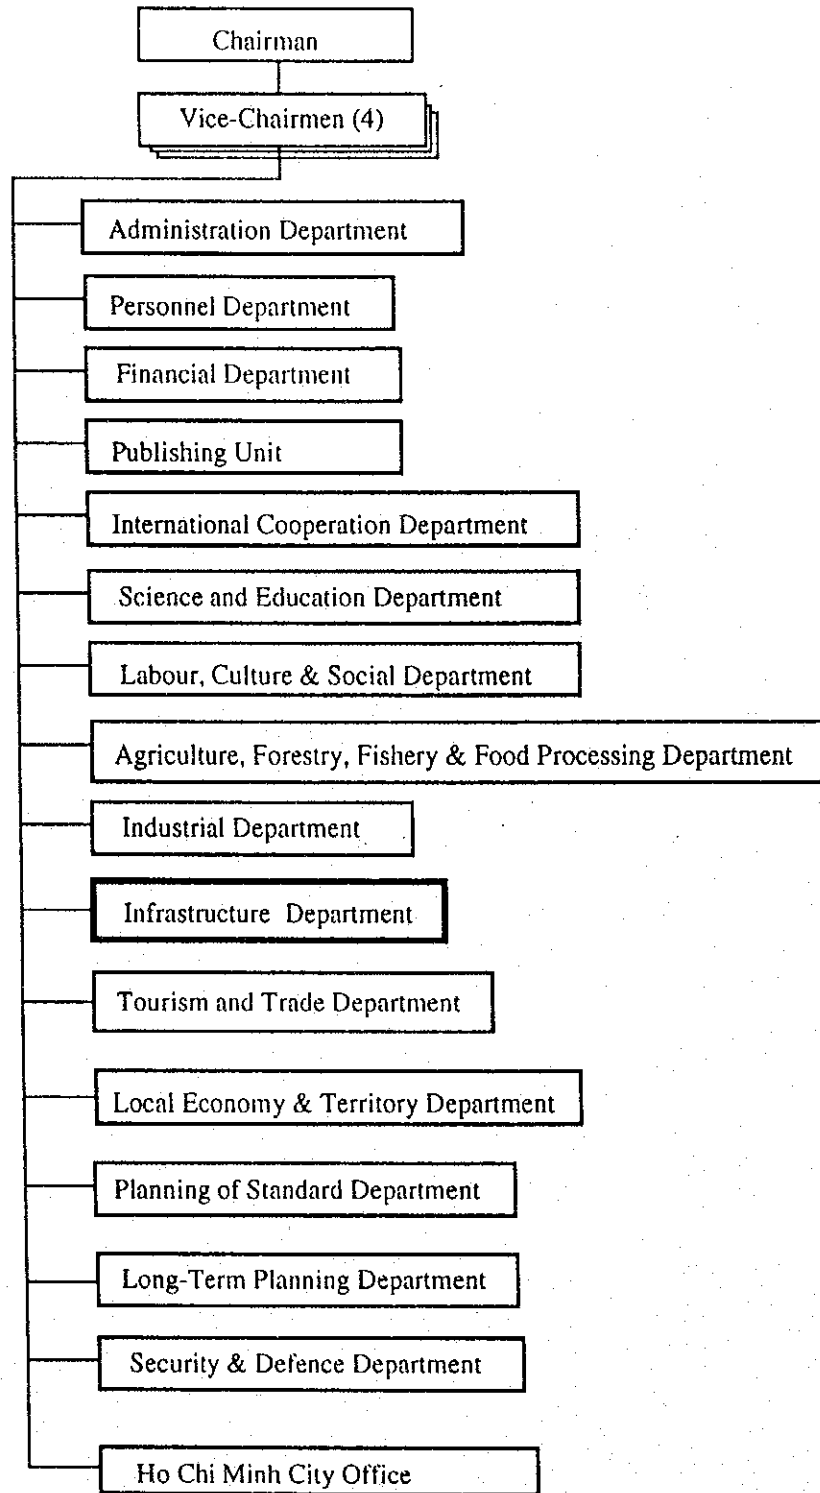 Chairman
Vice-Chairmen (4)
Administration Department
Personnel Department
Financial Department
Publishing Unit
International Cooperation Department
Science and Education Department
Labour, Culture & Social Department
Agriculture, Forestry, Fishery & Food Processing Department
Industrial Department
Infrastructure Department
Tourism and Trade Department
Local Economy & Territory Department
Planning of Standard Department
Long-Term Planning Department
Security & Defence Department
Ho Chi Minh City Office